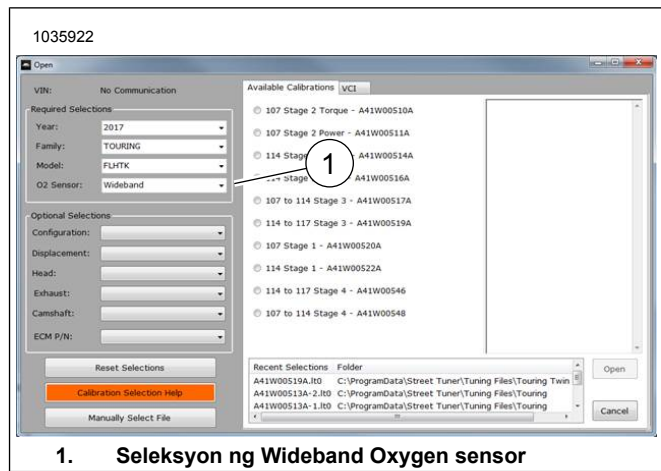 1035922
Open
VIN: No Communication
Required Selections
Year: 2017
Family: TOURING
Model: FLHTK
O2 Sensor: Wideband
Optional Selections
Configuration:
Displacement:
Head:
Exhaust:
Camshaft:
ECM P/N:
Reset Selections
Calibration Selection Help
Manually Select File
Available Calibrations VCI
107 Stage 2 Torque - A41W00510A
107 Stage 2 Power - A41W00511A
114 Stage - A41W00514A
114 Stage A41W00516A
107 to 114 Stage 3 - A41W00517A
114 to 117 Stage 3 - A41W00519A
107 Stage 1 - A41W00520A
114 Stage 1 - A41W00522A
114 to 117 Stage 4 - A41W00546
107 to 114 Stage 4 - A41W00548
1
Recent Selections Folder
A41W00519A.lt0 C:\ProgramData\Street Tuner\Tuning Files\Touring Twin
A41W00513A-2.lt0 C:\ProgramData\Street Tuner\Tuning Files\Touring
A41W00513A-1.lt0 C:\ProgramData\Street Tuner\Tuning Files\Touring
Open
Cancel
1. Seleksyon ng Wideband Oxygen sensor